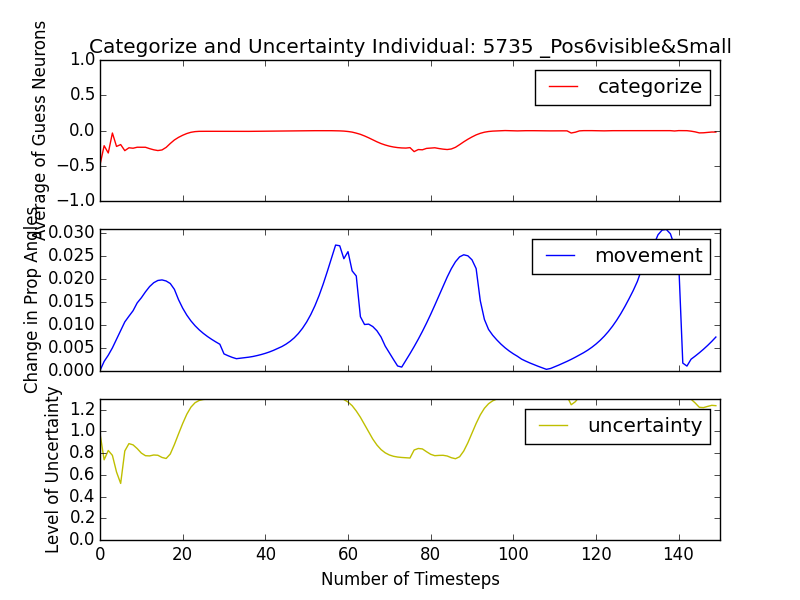 Categorize and Uncertainty Individual: 5735 _Pos6visible&Small
Average of Guess Neurons
1.0
0.5
0.0
−0.5
−1.0
categorize
Change in Prop Angles
0.030
0.025
0.020
0.015
0.010
0.005
0.000
movement
Level of Uncertainty
1.2
1.0
0.8
0.6
0.4
0.2
0.0
uncertainty
0 20 40 60 80 100 120 140
Number of Timesteps